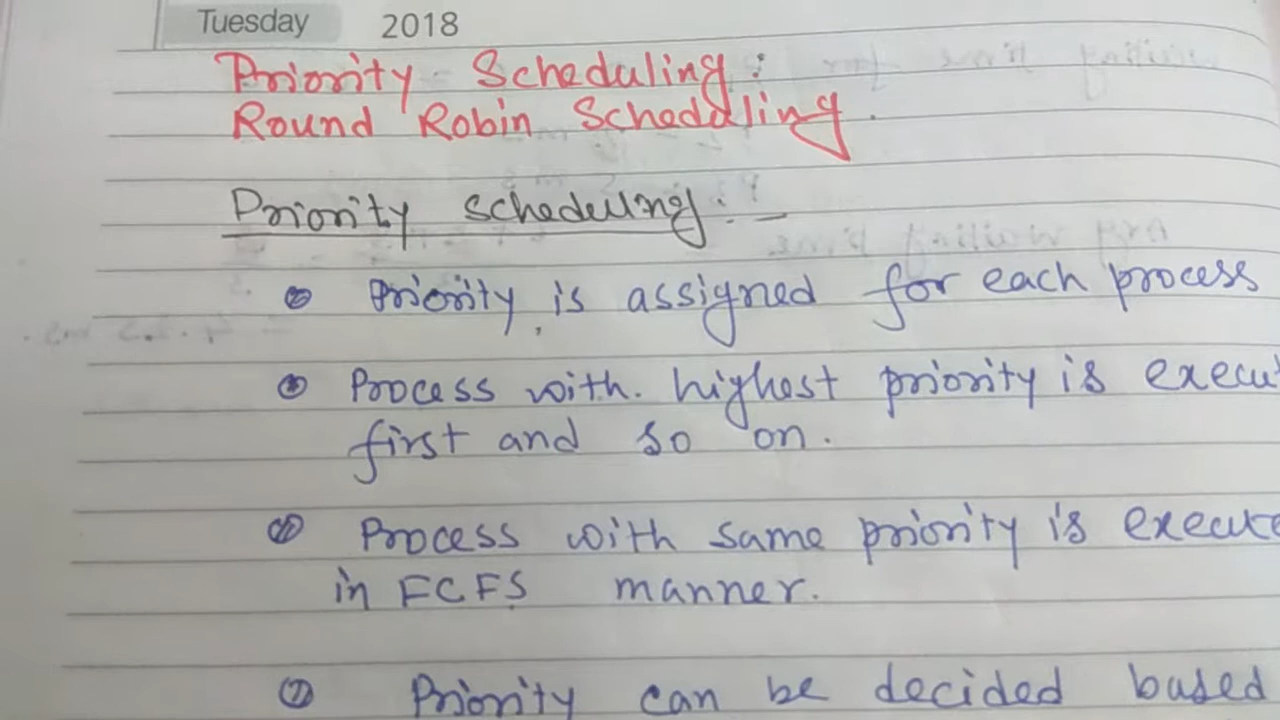 Tuesday 2018
Priority Scheduling:
Round Robin Scheduling.
Priority scheduling: -
Priority is assigned for each process
Process with. highest priority is execut
first and so on.
Process with same priority is execute
in FCFS manner.
Priority can be decided based